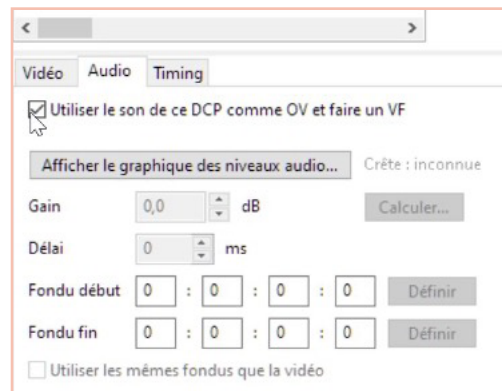 Vidéo Audio Timing
Utiliser le son de ce DCP comme OV et faire un VF
Afficher le graphique des niveaux audio... Crête : inconnue
Gain 0,0 dB Calculer...
Délai 0 ms
Fondu début 0 : 0 : 0 : 0 Définir
Fondu fin 0 : 0 : 0 : 0 Définir
Utiliser les mêmes fondus que la vidéo